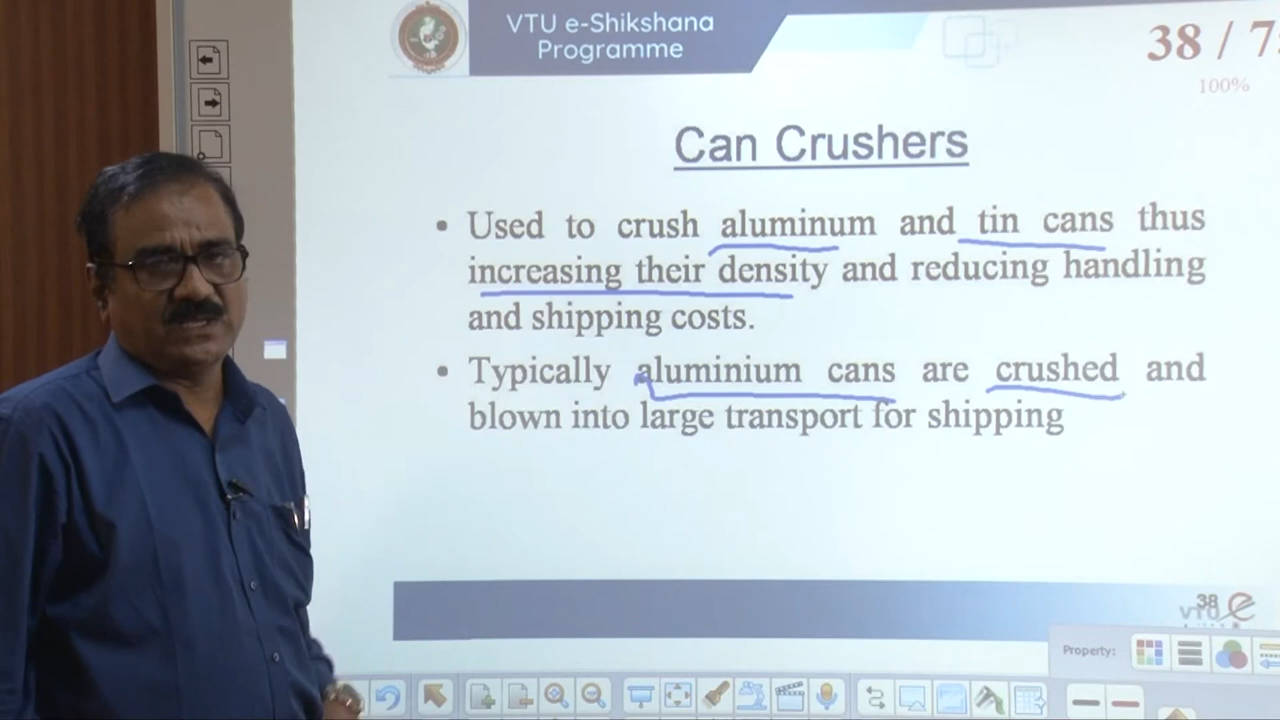 VTU e-Shikshana
Programme
38 / 7
100%
Can Crushers
• Used to crush aluminum and tin cans thus
increasing their density and reducing handling
and shipping costs.
• Typically aluminium cans are crushed and
blown into large transport for shipping
38
VTU e
Property: